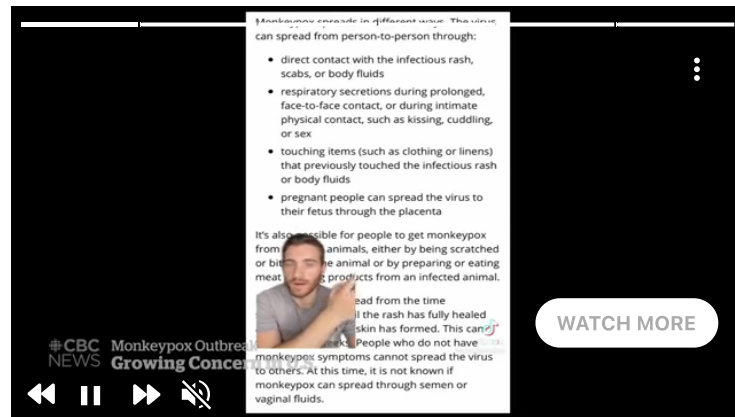 Monkeypox spreads in different ways. The virus
can spread from person-to-person through:
direct contact with the infectious rash,
scabs, or body fluids
respiratory secretions during prolonged,
face-to-face contact, or during intimate
physical contact, such as kissing, cuddling,
or sex
touching items (such as clothing or linens)
that previously touched the infectious rash
or body fluids
pregnant people can spread the virus to
their fetus through the placenta
It's also possible for people to get monkeypox
from animals, either by being scratched
or animal or by preparing or eating
meat products from an infected animal.
from the time
the rash has fully healed
skin has formed. This can
People who do not have
monkeypox symptoms cannot spread the virus
to others. At this time, it is not known if
monkeypox can spread through semen or
vaginal fluids.
WATCH MORE
CBC
NEWS
Monkeypox Outbreak
Growing Concern in U.S.